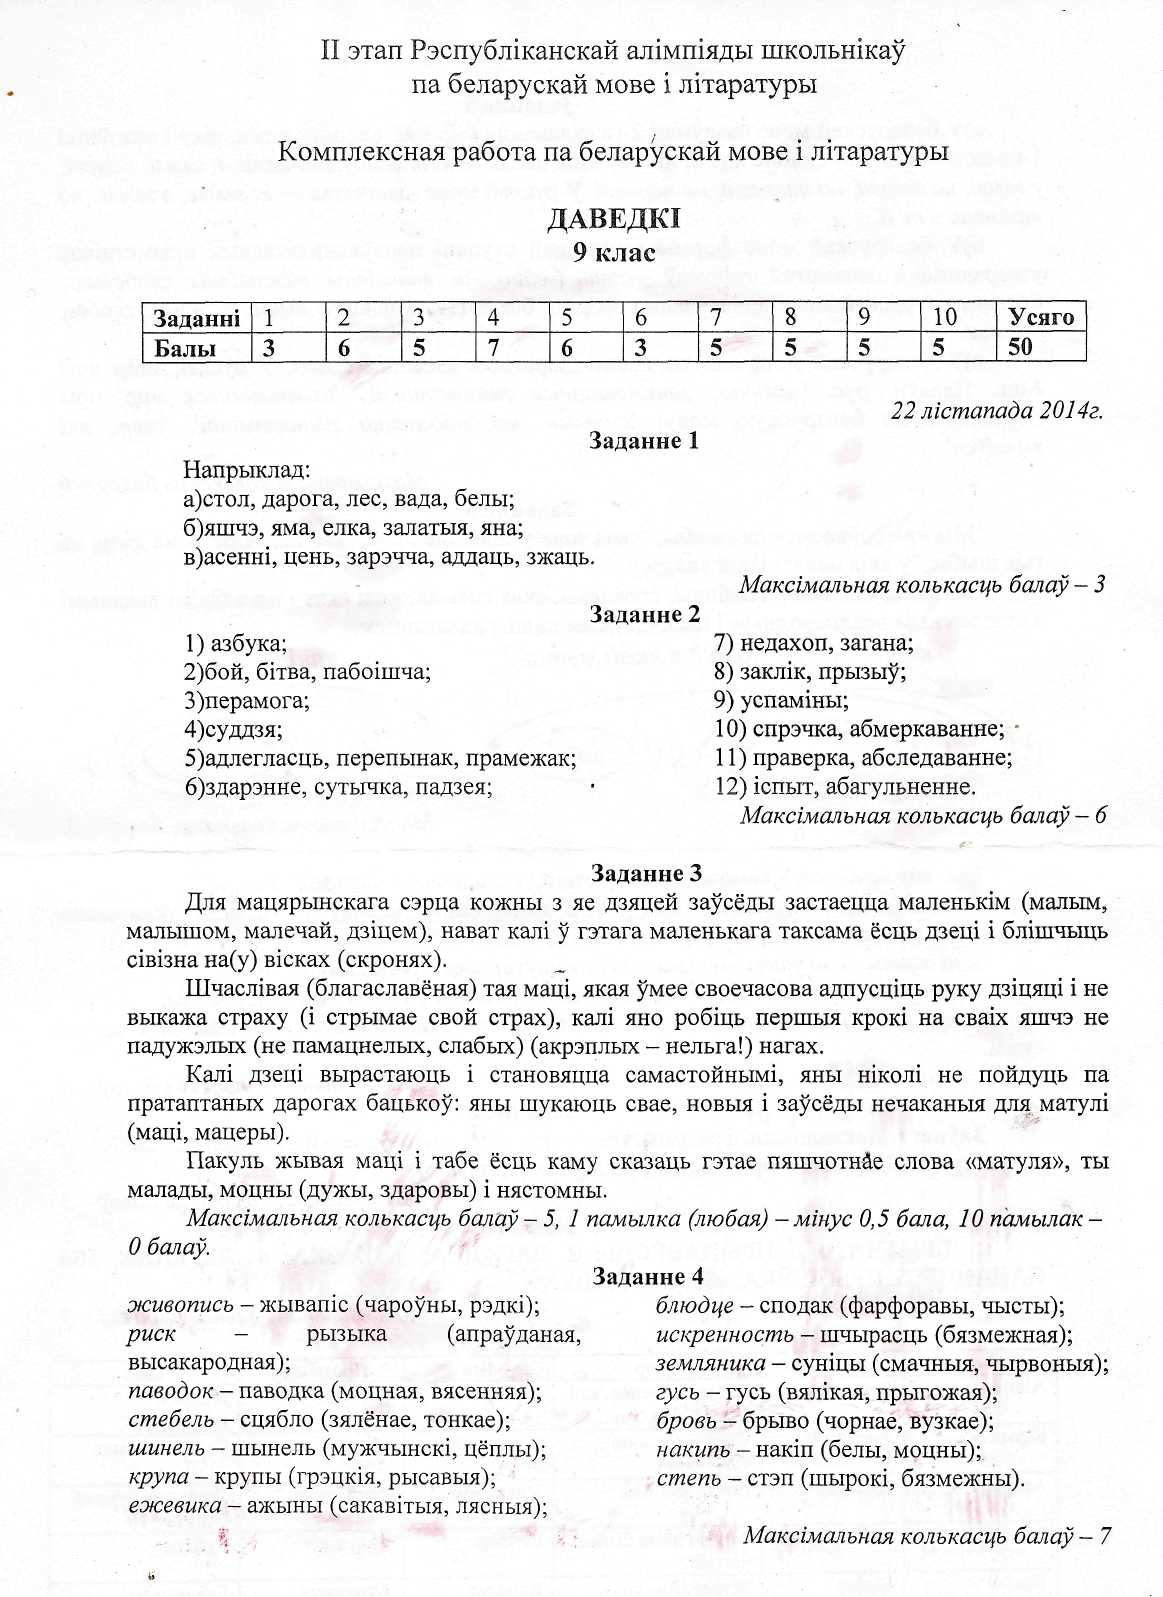 II этап Рэспубліканскай алімпіяды школьнікаў
па беларускай мове і літаратуры
Комплексная работа па беларускай мове і літаратуры
ДАВЕДКІ
9 клас
Заданні 1 2 3 4 5 6 7 8 9 10 Усяго
Балы 3 6 5 7 6 3 5 5 5 5 50
22 лістапада 2014г.
Заданне 1
Напрыклад:
а)стол, дарога, лес, вада, белы;
б)яшчэ, яма, елка, залатыя, яна;
в)асенні, цень, зарэчча, аддаць, зжаць.
Максімальная колькасць балаў – 3
Заданне 2
1) азбука;
2)бой, бітва, пабоішча;
3)перамога;
4)суддзя;
5)адлегласць, перепынак, прамежак;
6)здарэнне, сутычка, падзея;
7) недахоп, загана;
8) заклік, прызыў;
9) успаміны;
10) спрэчка, абмеркаванне;
11) праверка, абследаванне;
12) іспыт, абагульненне.
Максімальная колькасць балаў – 6
Заданне 3
Для мацярынскага сэрца кожны з яе дзяцей заўсёды застаецца маленькім (малым,
малышом, малечай, дзіцем), нават калі ў гэтага маленькага таксама ёсць дзеці і блішчыць
сівізна на(у) вісках (скронях).
Шчаслівая (благаславёная) тая маці, якая ўмее своечасова адпусціць руку дзіцяці і не
выкажа страху (і стрымае свой страх), калі яно робіць першыя крокі на сваіх яшчэ не
падужэлых (не памацнелых, слабых) (акрэплых – нельга!) нагах.
Калі дзеці вырастаюць і становяцца самастойнымі, яны ніколі не пойдуць па
пратаптаных дарогах бацькоў: яны шукаюць свае, новыя і заўсёды нечаканыя для матулі
(маці, мацеры).
Пакуль жывая маці і табе ёсць каму сказаць гэтае пяшчотнае слова «матуля», ты
малады, моцны (дужы, здаровы) і нястомны.
Максімальная колькасць балаў – 5, 1 памылка (любая) – мінус 0,5 бала, 10 памылак –
0 балаў.
Заданне 4
живопись – жывапіс (чароўны, рэдкі);
риск – рызыка (апраўданая,
высакародная);
паводок – паводка (моцная, вясенняя);
стебель – сцябло (зялёнае, тонкае);
шинель – шынель (мужчынскі, цёплы);
крупа – крупы (грэцкія, рысавыя);
ежевика – ажыны (сакавітыя, лясныя);
блюдце – сподак (фарфоравы, чысты);
искренность – шчырасць (бязмежная);
земляника – суніцы (смачныя, чырвоныя);
гусь – гусь (вялікая, прыгожая);
бровь – брыво (чорнае, вузкае);
накипь – накіп (белы, моцны);
степь – стэп (шырокі, бязмежны).
Максімальная колькасць балаў – 7